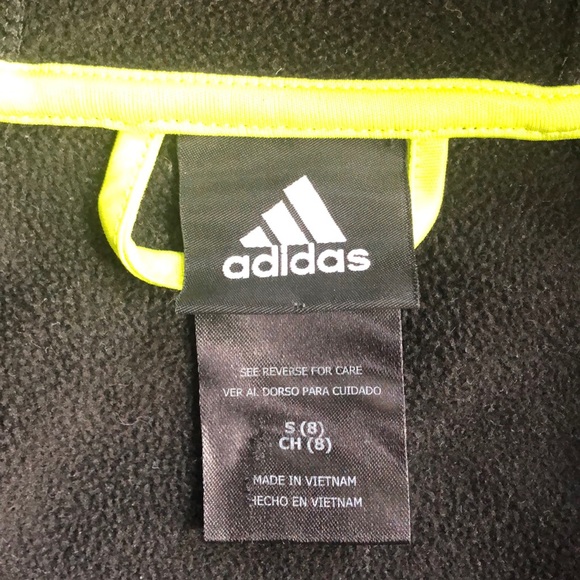 adidas
SEE REVERSE FOR CARE
VER AL DORSO PARA CUIDADO
S (8)
CH (8)
MADE IN VIETNAM
HECHO EN VIETNAM